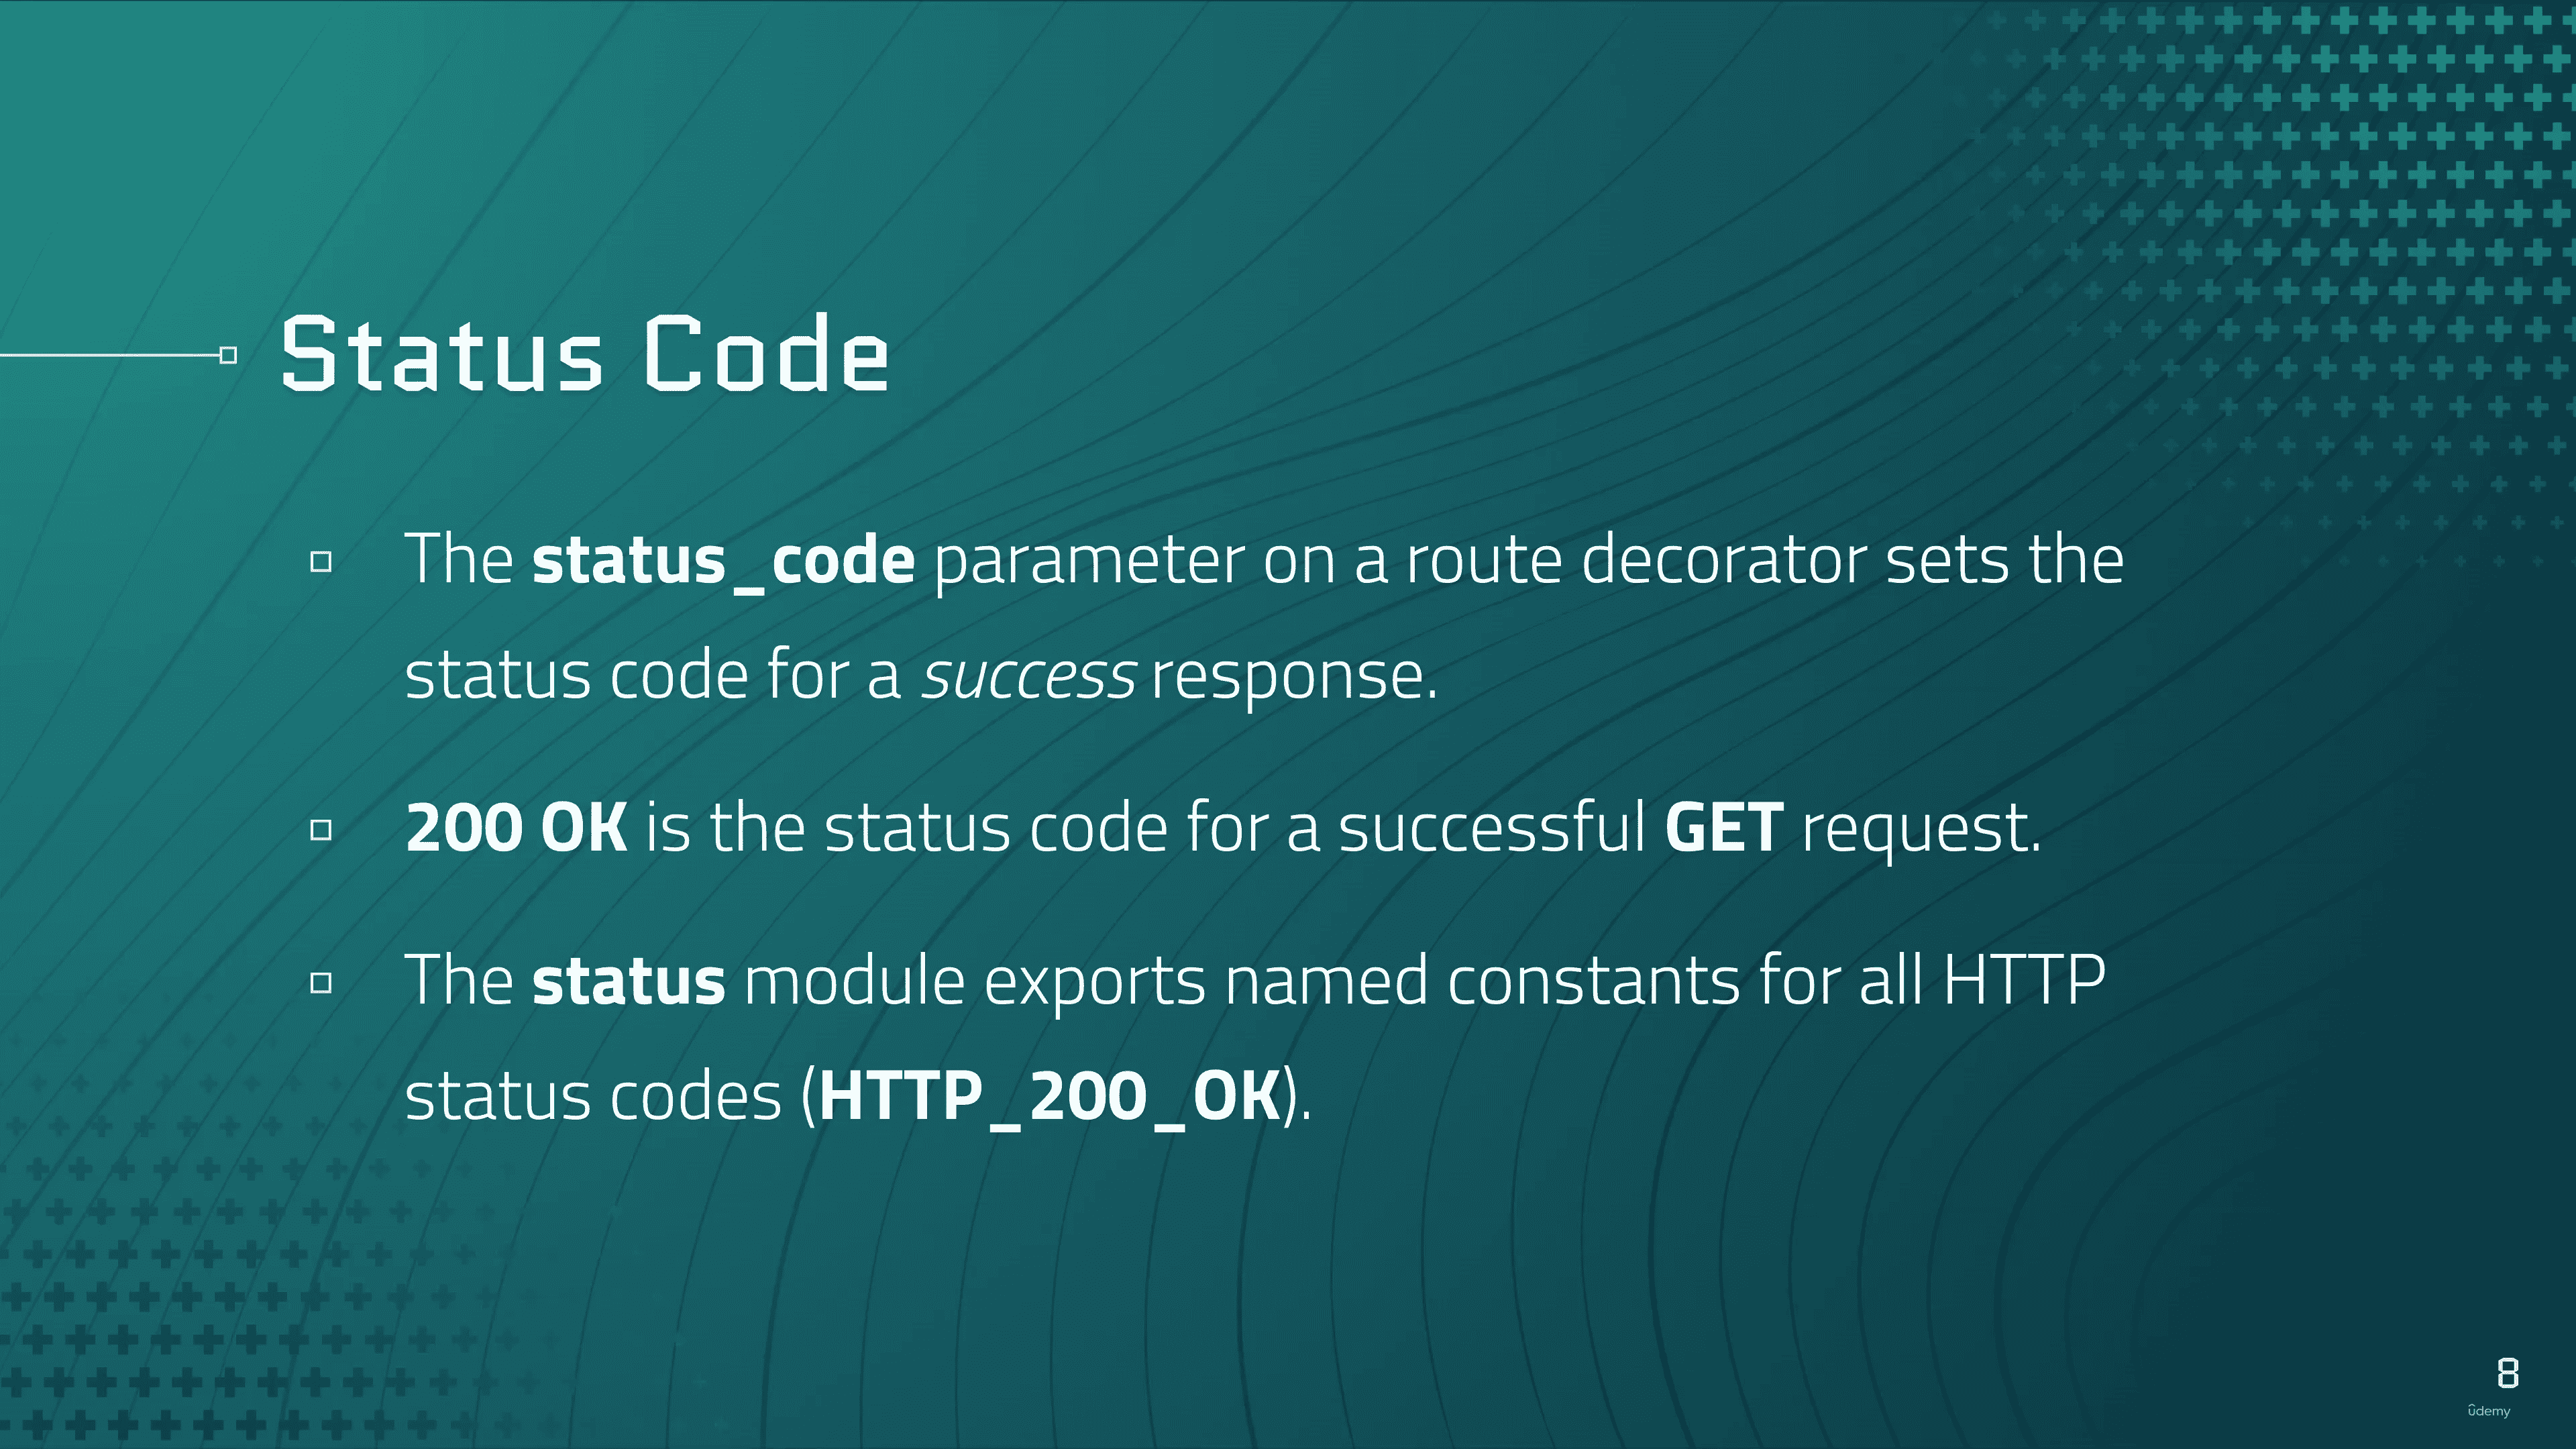 Status Code
The status_code parameter on a route decorator sets the
status code for a success response.
200 OK is the status code for a successful GET request.
The status module exports named constants for all HTTP
status codes (HTTP_200_OK).
8
ûdemy